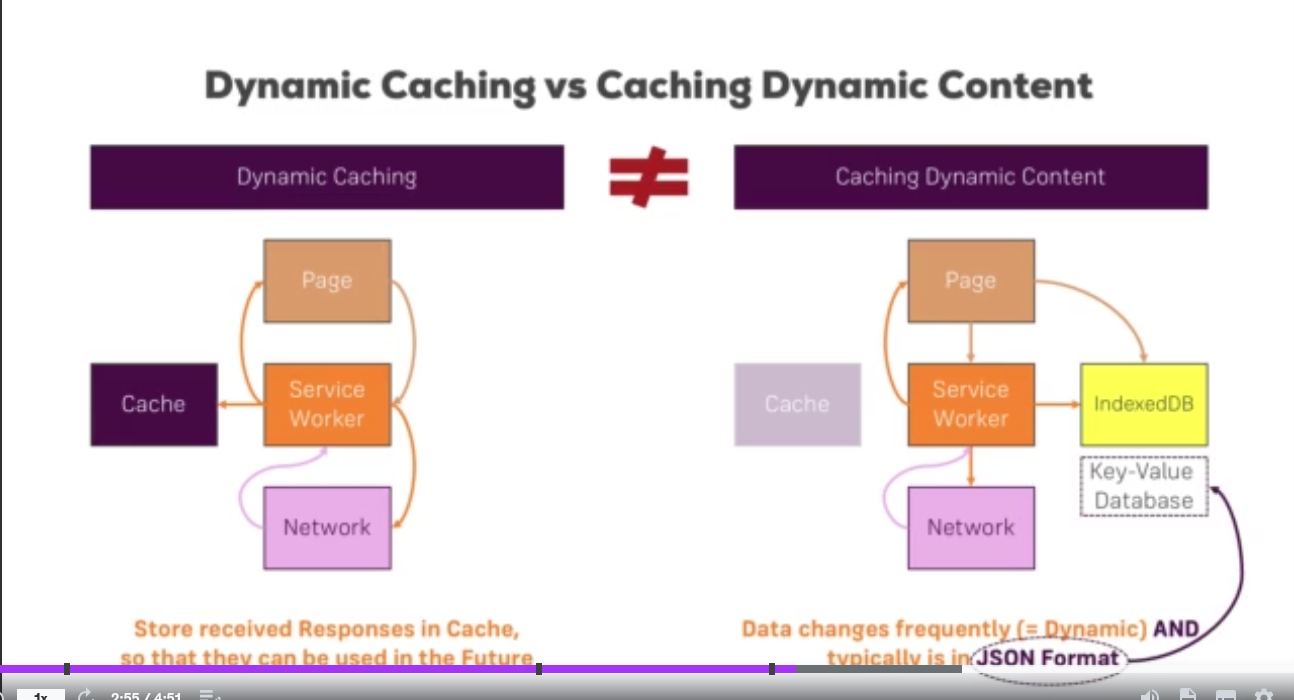 Dynamic Caching vs Caching Dynamic Content
Dynamic Caching
Caching Dynamic Content
Page
Cache
Service
Worker
Network
Store received Responses in Cache,
so that they can be used in the Future
Page
Cache
Service
Worker
IndexedDB
Key-Value
Database
Network
Data changes frequently (= Dynamic) AND
typically is in JSON Format
1x
2:55 / 4:51